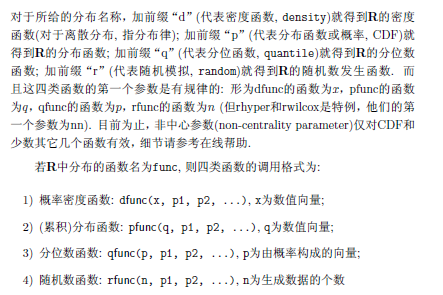 对于所给的分布名称, 加前缀“d”(代表密度函数, density)就得到R的密度
函数(对于离散分布, 指分布律); 加前缀“p”(代表分布函数或概率, CDF)就
得到R的分布函数; 加前缀“q”(代表分位函数, quantile)就得到R的分位数
函数; 加前缀“r”(代表随机模拟, random)就得到R的随机数发生函数. 而
且这四类函数的第一个参数是有规律的: 形为dfunc的函数为x, pfunc的函数
为q, qfunc的函数为p, rfunc的函数为n (但rhyper和rwilcox是特例, 他们的第
一个参数为nn). 目前为止, 非中心参数(non-centrality parameter)仅对CDF和
少数其它几个函数有效, 细节请参考在线帮助.
若R中分布的函数名为func, 则四类函数的调用格式为:
1) 概率密度函数: dfunc(x, p1, p2, ...), x为数值向量;
2) (累积)分布函数: pfunc(q, p1, p2, ...), q为数值向量;
3) 分位数函数: qfunc(p, p1, p2, ...), p为由概率构成的向量;
4) 随机数函数: rfunc(n, p1, p2, ...), n为生成数据的个数